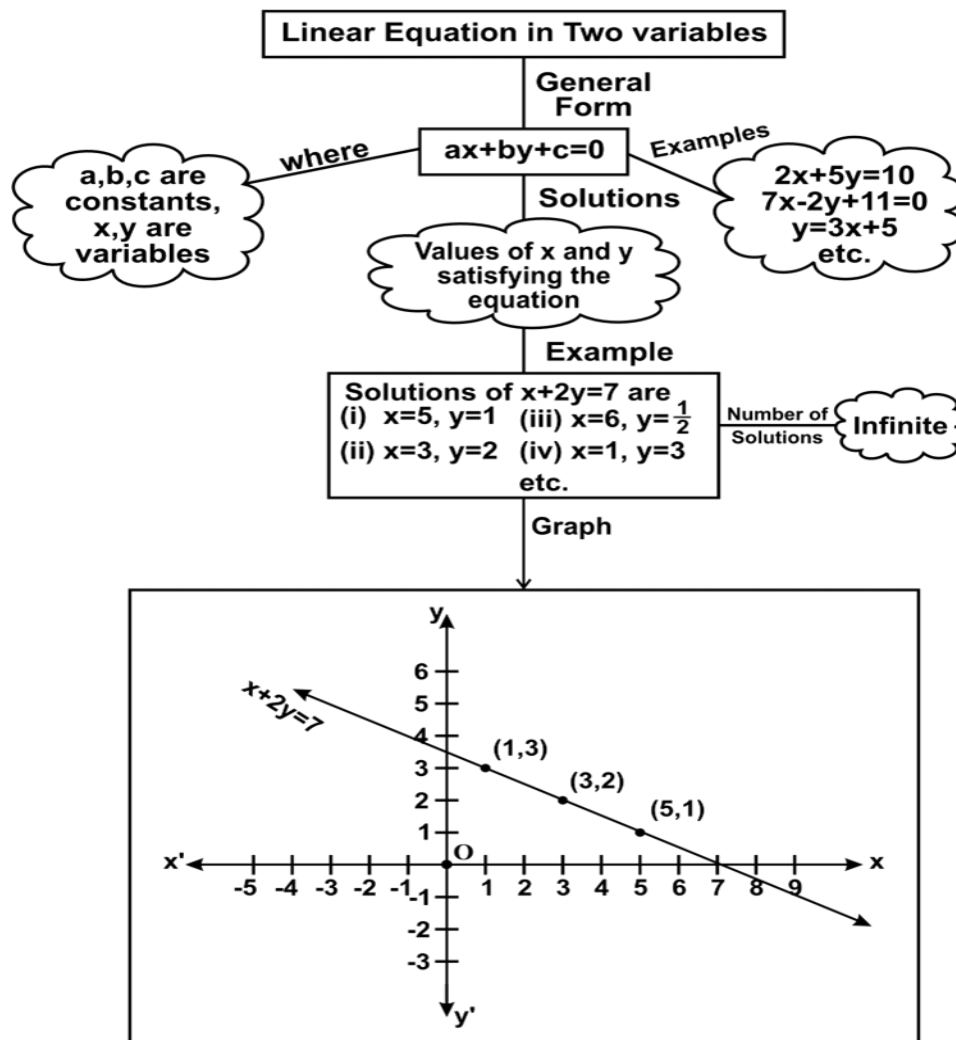 Linear Equation in Two variables
General
Form
ax+by+c=0
where
a,b,c are
constants,
x,y are
variables
Examples
2x+5y=10
7x-2y+11=0
y=3x+5
etc.
Solutions
Values of x and y
satisfying the
equation
Example
Solutions of x+2y=7 are
(i) x=5, y=1 (iii) x=6, y=1/2
(ii) x=3, y=2 (iv) x=1, y=3
etc.
Number of
Solutions
Infinite
Graph
y
6
5
4
3
2
1
x+2y=7
(1,3)
(3,2)
(5,1)
O
x' x
-5 -4 -3 -2 -1 1 2 3 4 5 6 7 8 9
-1
-2
-3
y'